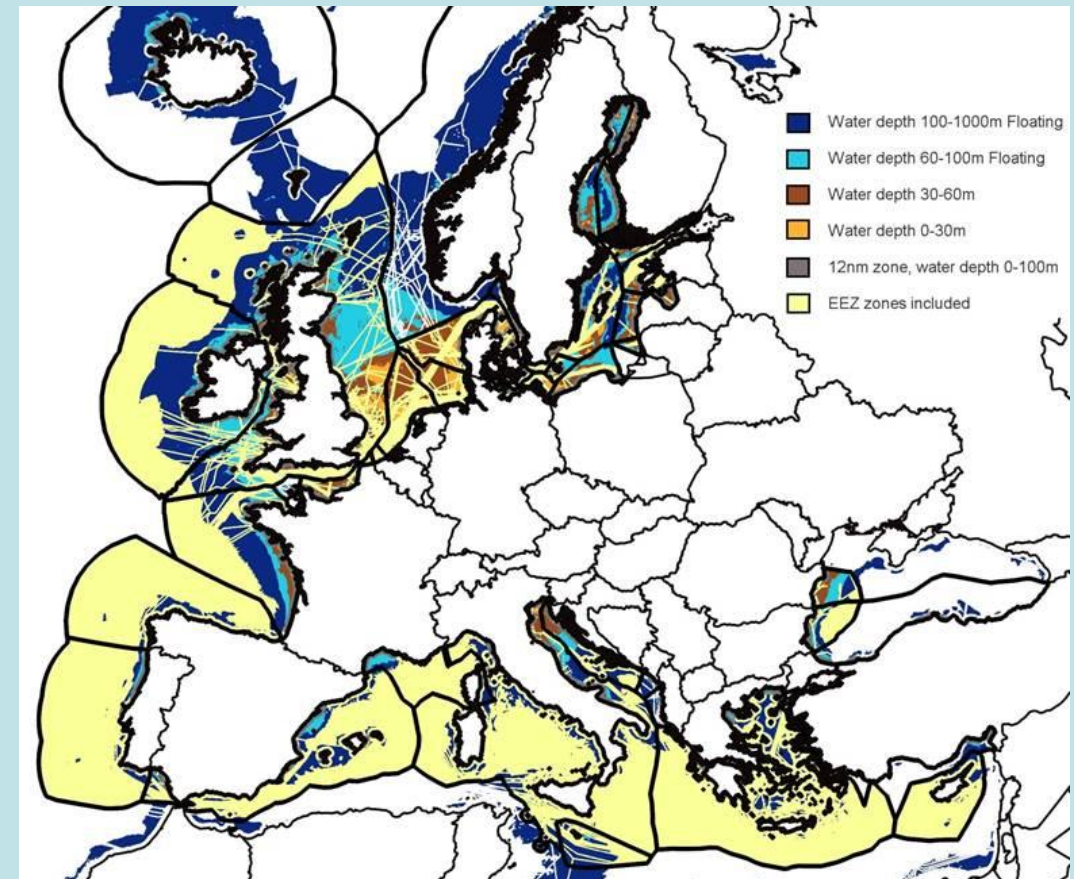 Water depth 100-1000m Floating
Water depth 60-100m Floating
Water depth 30-60m
Water depth 0-30m
12nm zone, water depth 0-100m
EEZ zones included